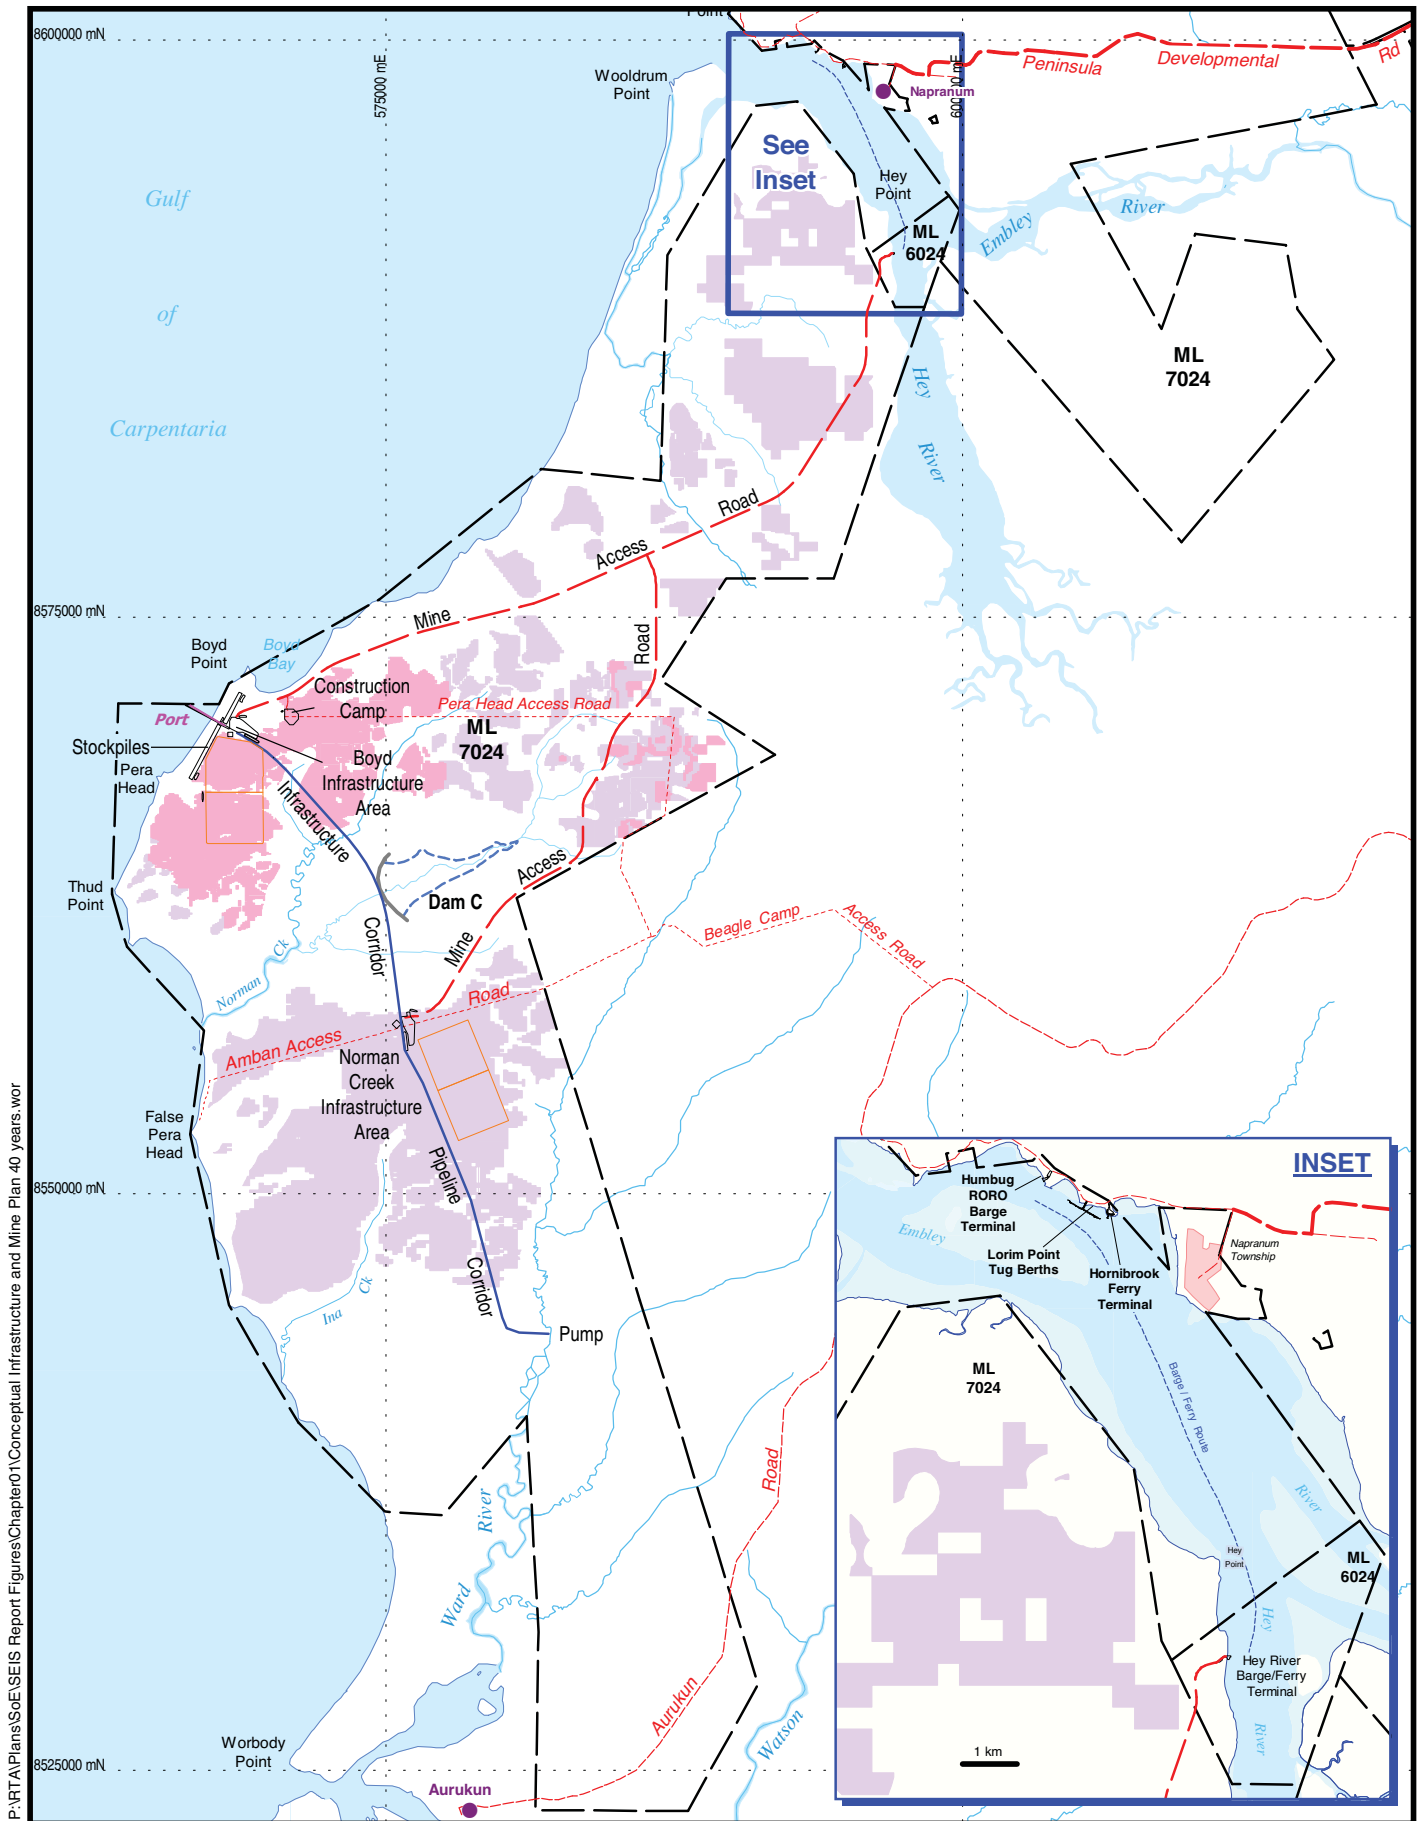 Point
8600000 mN
575000 mE
600000 mE
Wooldrum
Point
Peninsula
Developmental
Rd
Napranum
See
Inset
Hey
Point
ML
6024
Embley
River
Gulf
of
Carpentaria
ML
7024
Hey
River
Road
Access
Mine
8575000 mN
Road
Boyd
Point
Boyd
Bay
Construction
Camp
Pera Head Access Road
Port
ML
7024
Stockpiles
Pera
Head
Boyd
Infrastructure
Area
Infrastructure
Access
Dam C
Thud
Point
Corridor
Mine
Beagle Camp
Access Road
Norman
Ck
Road
Amban Access
Norman
Creek
Infrastructure
Area
False
Pera
Head
Pipeline
8550000 mN
Corridor
Ina
Ck
Pump
Road
River
Ward
Aurukun
Watson
Worbody
Point
8525000 mN
Aurukun
INSET
Humbug
RORO
Barge
Terminal
Embley
Lorim Point
Tug Berths
Hornibrook
Ferry
Terminal
Napranum
Township
ML
7024
Barge / Ferry Route
River
Hey
Point
ML
6024
Hey
Hey River
Barge/Ferry
Terminal
River
1 km
P:\RTA\Plans\SoE\SEIS Report Figures\Chapter01\Conceptual Infrastructure and Mine Plan 40 years.wor